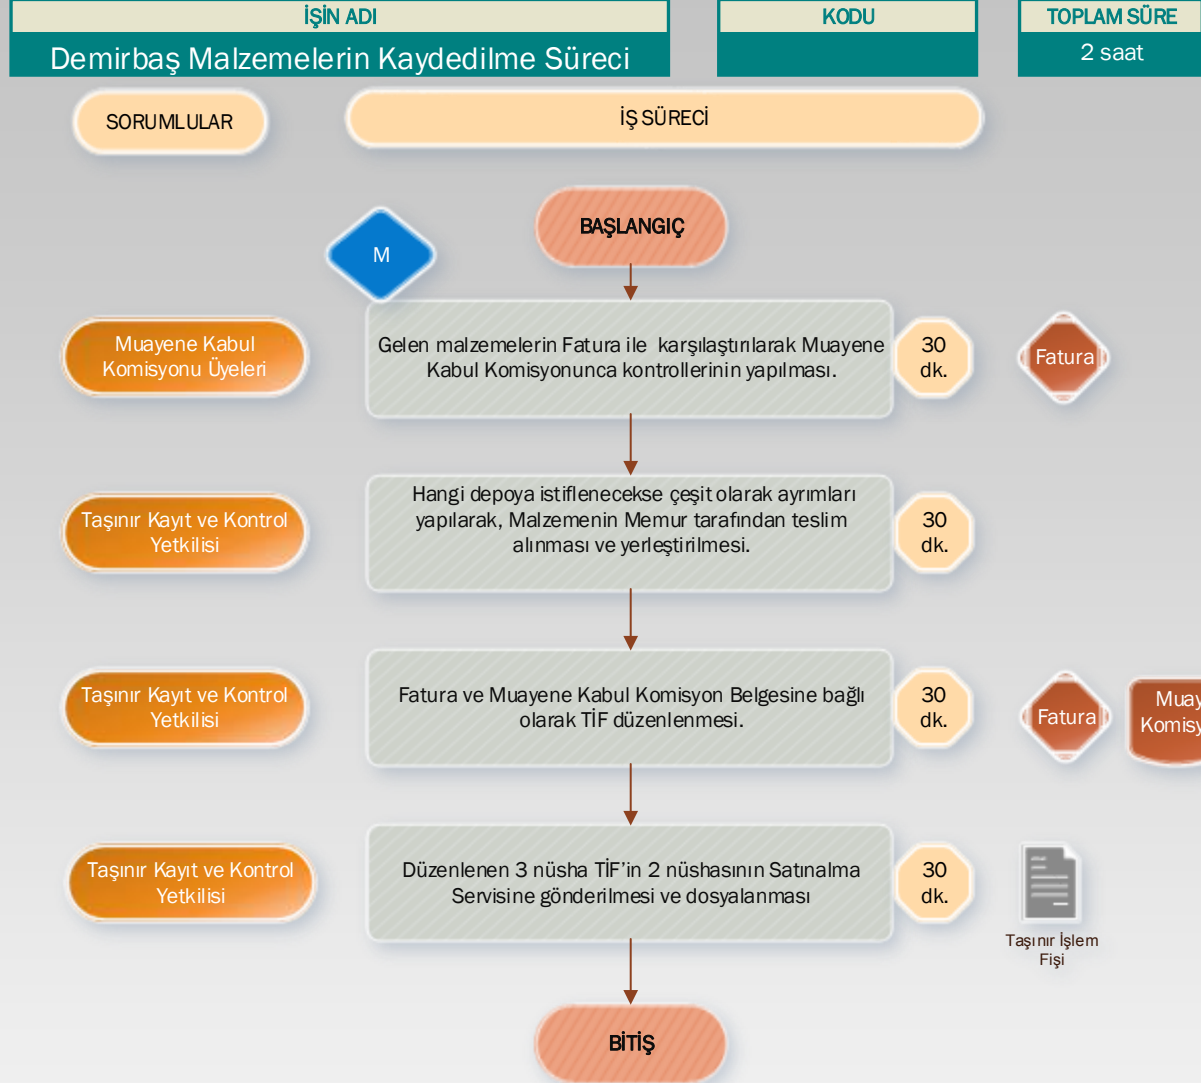 İŞİN ADI
KODU
TOPLAM SÜRE
Demirbaş Malzemelerin Kaydedilme Süreci
2 saat
SORUMLULAR
İŞ SÜRECİ
BAŞLANGIÇ
M
Muayene Kabul
Komisyonu Üyeleri
Gelen malzemelerin Fatura ile karşılaştırılarak Muayene
Kabul Komisyonunca kontrollerinin yapılması.
30
dk.
Fatura
Taşınır Kayıt ve Kontrol
Yetkilisi
Hangi depoya istiflenecekse çeşit olarak ayrımları
yapılarak, Malzemenin Memur tarafından teslim
alınması ve yerleştirilmesi.
30
dk.
Taşınır Kayıt ve Kontrol
Yetkilisi
Fatura ve Muayene Kabul Komisyon Belgesine bağlı
olarak TİF düzenlenmesi.
30
dk.
Fatura
Taşınır Kayıt ve Kontrol
Yetkilisi
Düzenlenen 3 nüsha TİF’in 2 nüshasının Satınalma
Servisine gönderilmesi ve dosyalanması
30
dk.
Taşınır İşlem
Fişi
BİTİŞ